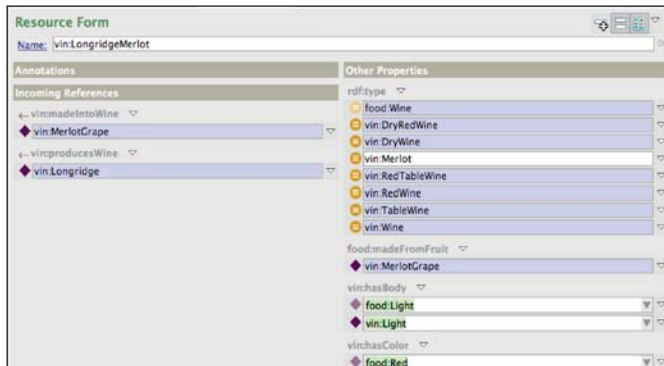 Resource Form
Name: vin:LongridgeMerlot
Annotations
Incoming References
vin:madeIntoWine
vin:MerlotGrape
vin:producesWine
vin:Longridge
Other Properties
rdf:type
food:Wine
vin:DryRedWine
vin:DryWine
vin:Merlot
vin:RedTableWine
vin:RedWine
vin:TableWine
vin:Wine
food:madeFromFruit
vin:MerlotGrape
vin:hasBody
food:Light
vin:Light
vin:hasColor
food:Red